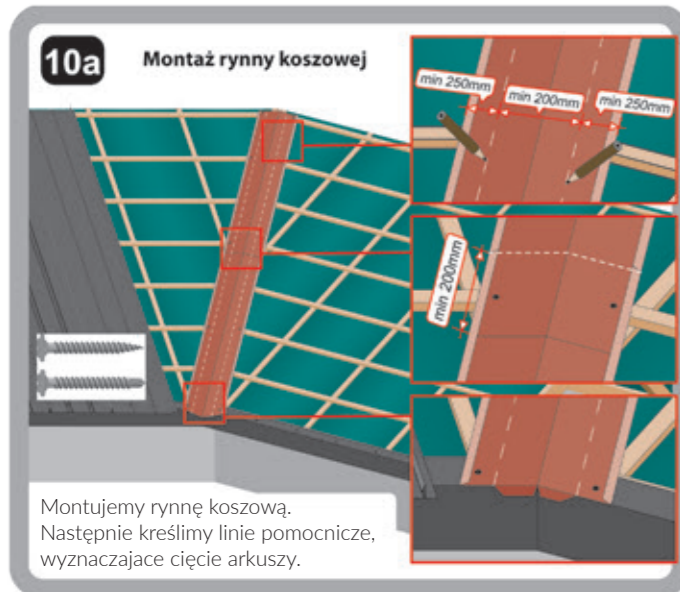 10a
Montaż rynny koszowej
min 250mm
min 200mm
min 250mm
min 200mm
Montujemy rynnę koszową.
Następnie kreślimy linie pomocnicze,
wyznaczajace cięcie arkuszy.